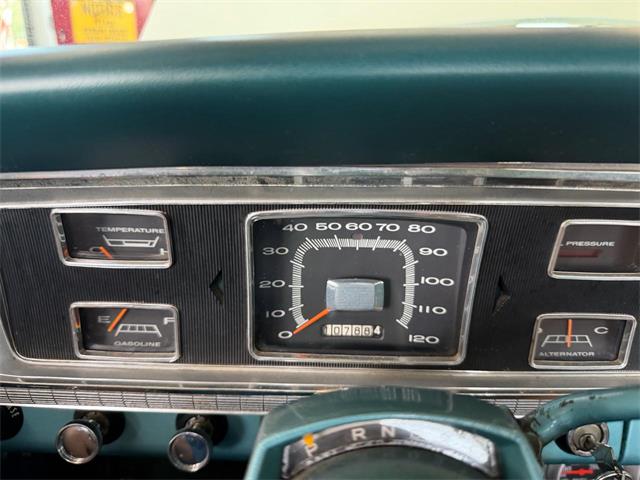 TEMPERATURE
E F
GASOLINE
0 10 20 30 40 50 60 70 80 90 100 110 120
PRESSURE
C
ALTERNATOR
P R N